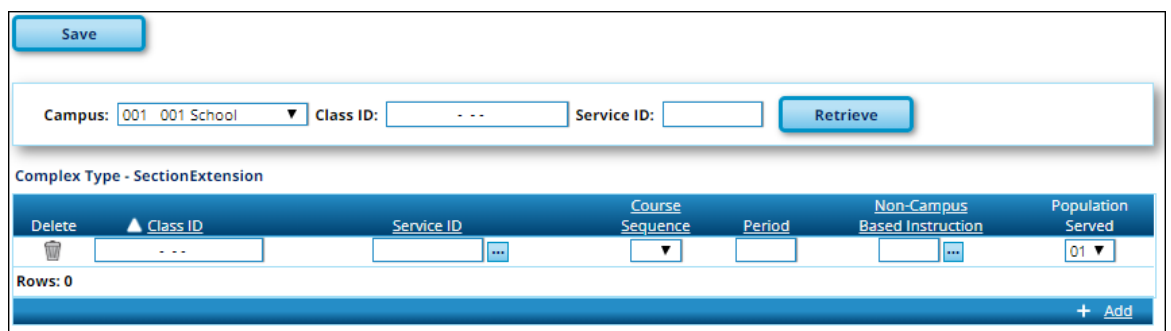 Save
Campus: 001 001 School ▼ Class ID: - - - Service ID: Retrieve
Complex Type - SectionExtension
Course Non-Campus Population
Delete Class ID Service ID Sequence Period Based Instruction Served
- - - ... ▼ ... 01 ▼
Rows: 0
+ Add